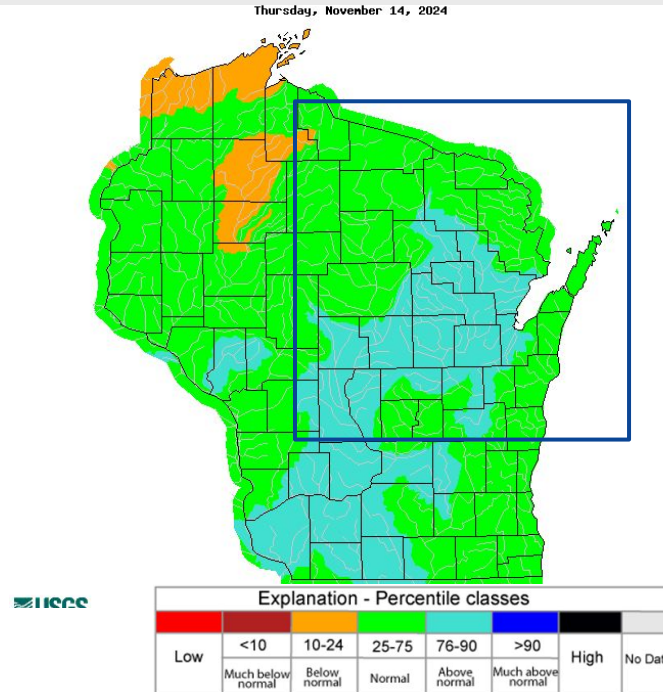 Thursday, November 14, 2024
USGS
Explanation - Percentile classes
Low
<10
10-24
25-75
76-90
>90
High
No Dat
Much below
normal
Below
normal
Normal
Above
normal
Much above
normal